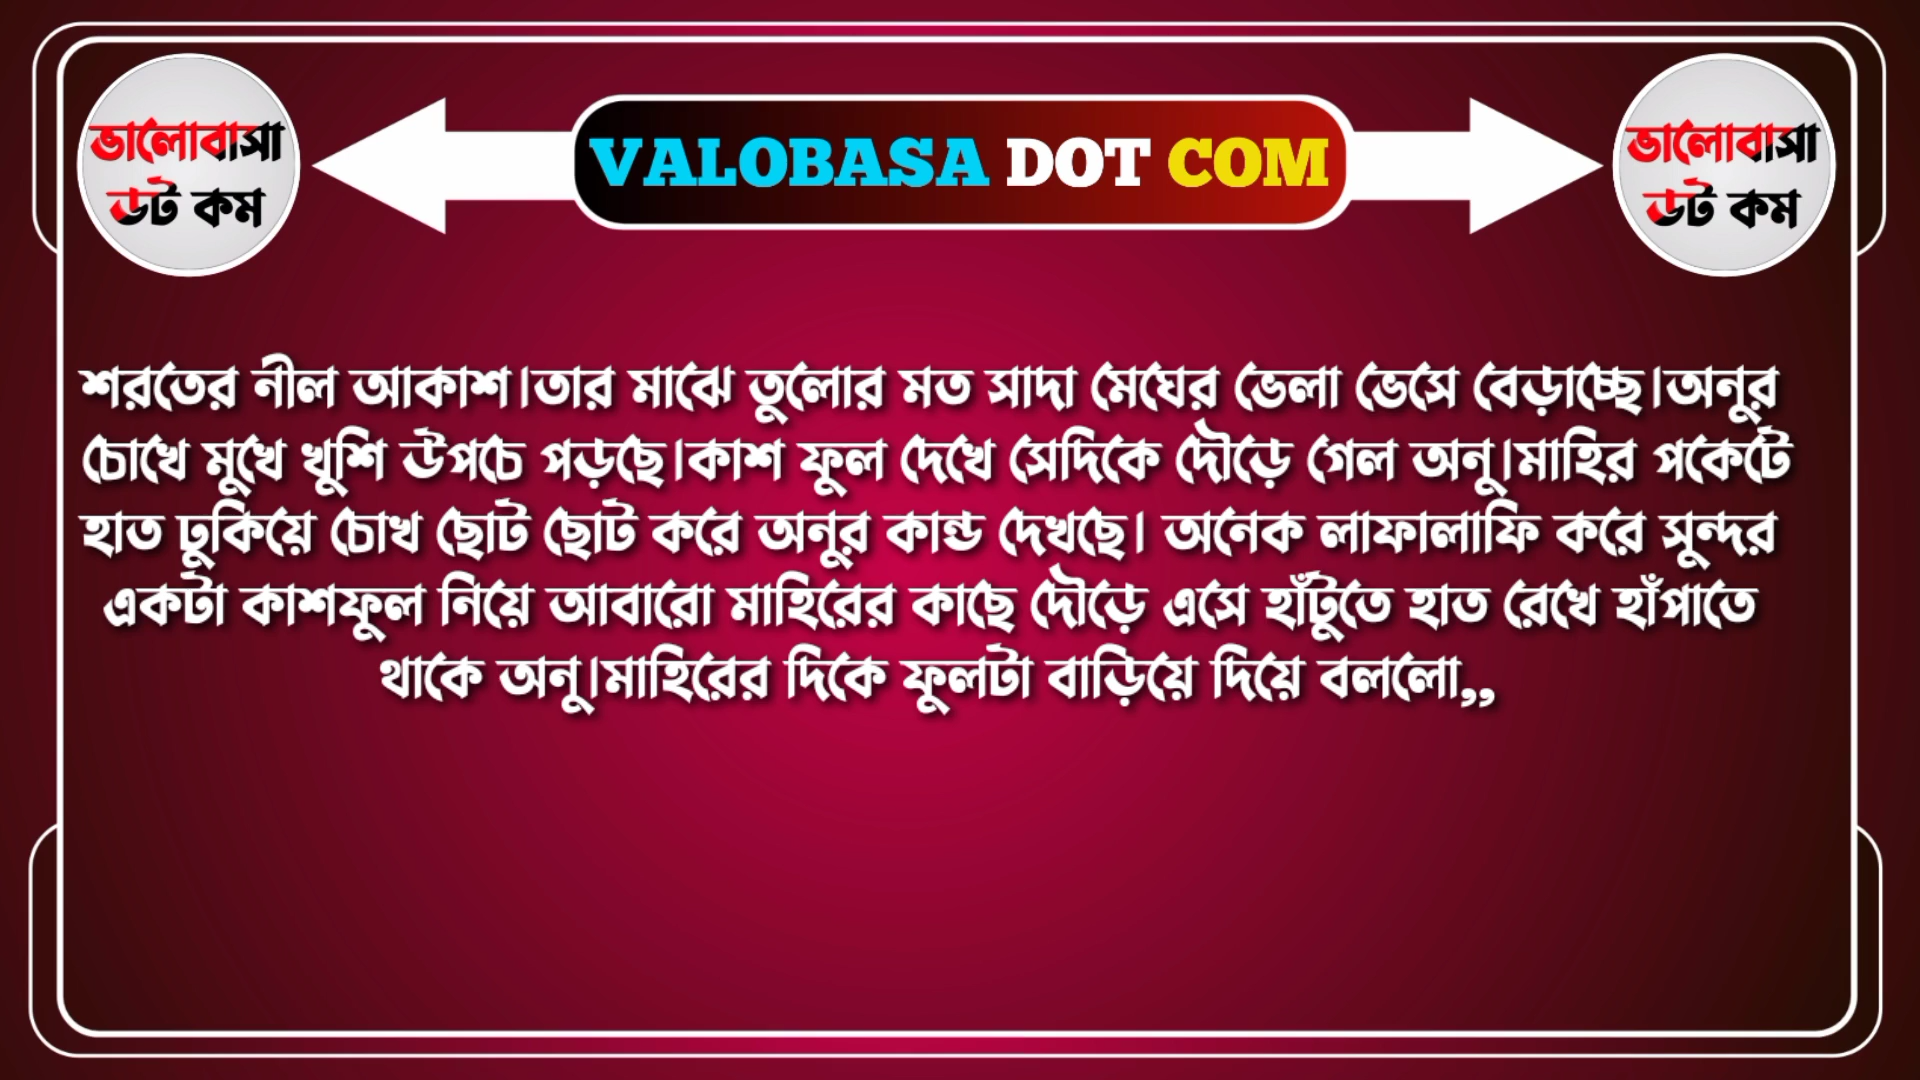 ভালোবাসা
ডট কম
VALOBASA DOT COM
ভালোবাসা
ডট কম
শরতের নীল আকাশ।তার মাঝে তুলোর মত সাদা মেঘের ভেলা ভেসে বেড়াচ্ছে।অনুর
চোখে মুখে খুশি উপচে পড়ছে।কাশ ফুল দেখে সেদিকে দৌড়ে গেল অনু।মাহির পকেটে
হাত ঢুকিয়ে চোখ ছোট ছোট করে অনুর কান্ড দেখছে। অনেক লাফালাফি করে সুন্দর
একটা কাশফুল নিয়ে আবারো মাহিরের কাছে দৌড়ে এসে হাঁটুতে হাত রেখে হাঁপাতে
থাকে অনু।মাহিরের দিকে ফুলটা বাড়িয়ে দিয়ে বললো,,